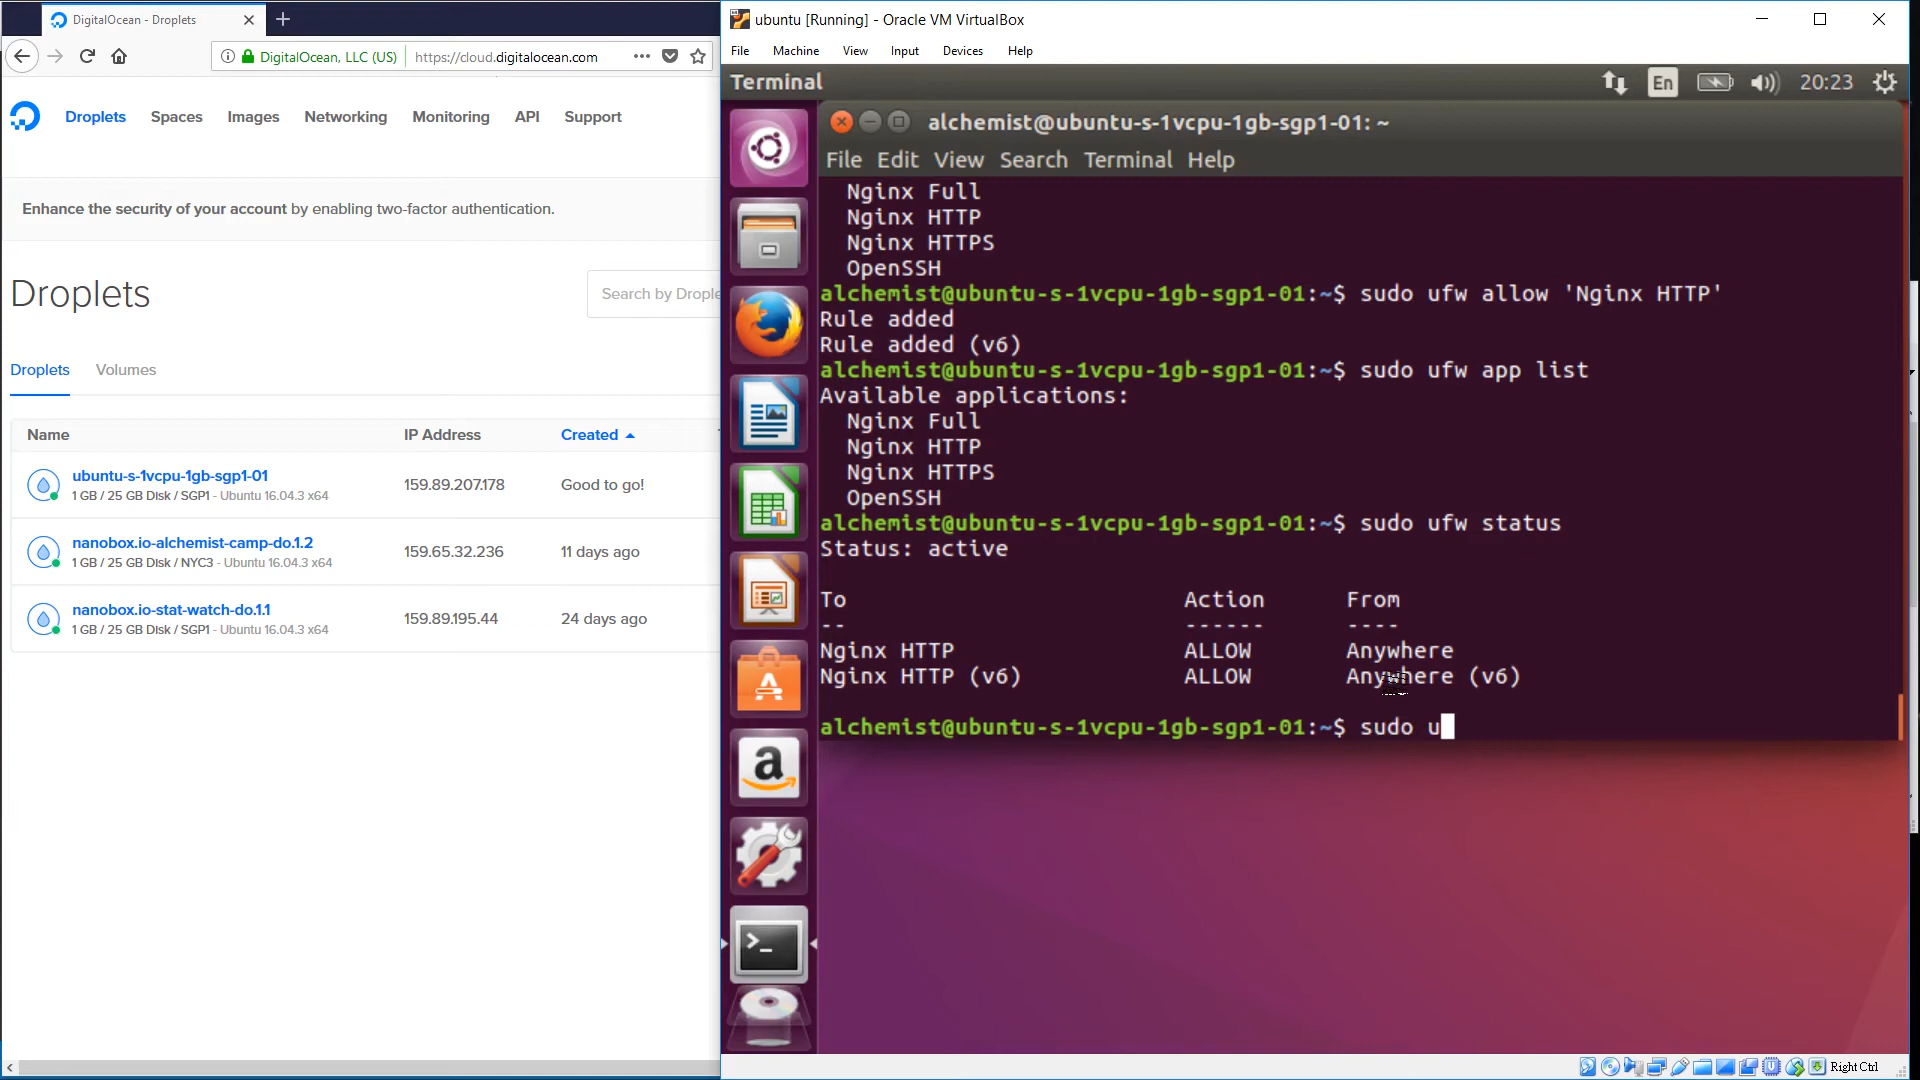 DigitalOcean - Droplets
DigitalOcean, LLC (US)
https://cloud.digitalocean.com
Droplets
Spaces
Images
Networking
Monitoring
API
Support
Enhance the security of your account by enabling two-factor authentication.
Droplets
Search by Drople
Droplets
Volumes
Name
IP Address
Created
ubuntu-s-1vcpu-1gb-sgp1-01
1 GB / 25 GB Disk / SGP1 - Ubuntu 16.04.3 x64
159.89.207.178
Good to go!
nanobox.io-alchemist-camp-do.1.2
1 GB / 25 GB Disk / NYC3 - Ubuntu 16.04.3 x64
159.65.32.236
11 days ago
nanobox.io-stat-watch-do.1.1
1 GB / 25 GB Disk / SGP1 - Ubuntu 16.04.3 x64
159.89.195.44
24 days ago
ubuntu [Running] - Oracle VM VirtualBox
File Machine View Input Devices Help
Terminal
En
20:23
alchemist@ubuntu-s-1vcpu-1gb-sgp1-01: ~
File Edit View Search Terminal Help
Nginx Full
Nginx HTTP
Nginx HTTPS
OpenSSH
alchemist@ubuntu-s-1vcpu-1gb-sgp1-01:~$ sudo ufw allow 'Nginx HTTP'
Rule added
Rule added (v6)
alchemist@ubuntu-s-1vcpu-1gb-sgp1-01:~$ sudo ufw app list
Available applications:
Nginx Full
Nginx HTTP
Nginx HTTPS
OpenSSH
alchemist@ubuntu-s-1vcpu-1gb-sgp1-01:~$ sudo ufw status
Status: active
To Action From
-- ------ ----
Nginx HTTP ALLOW Anywhere
Nginx HTTP (v6) ALLOW Anywhere (v6)
alchemist@ubuntu-s-1vcpu-1gb-sgp1-01:~$ sudo u
Right Ctrl